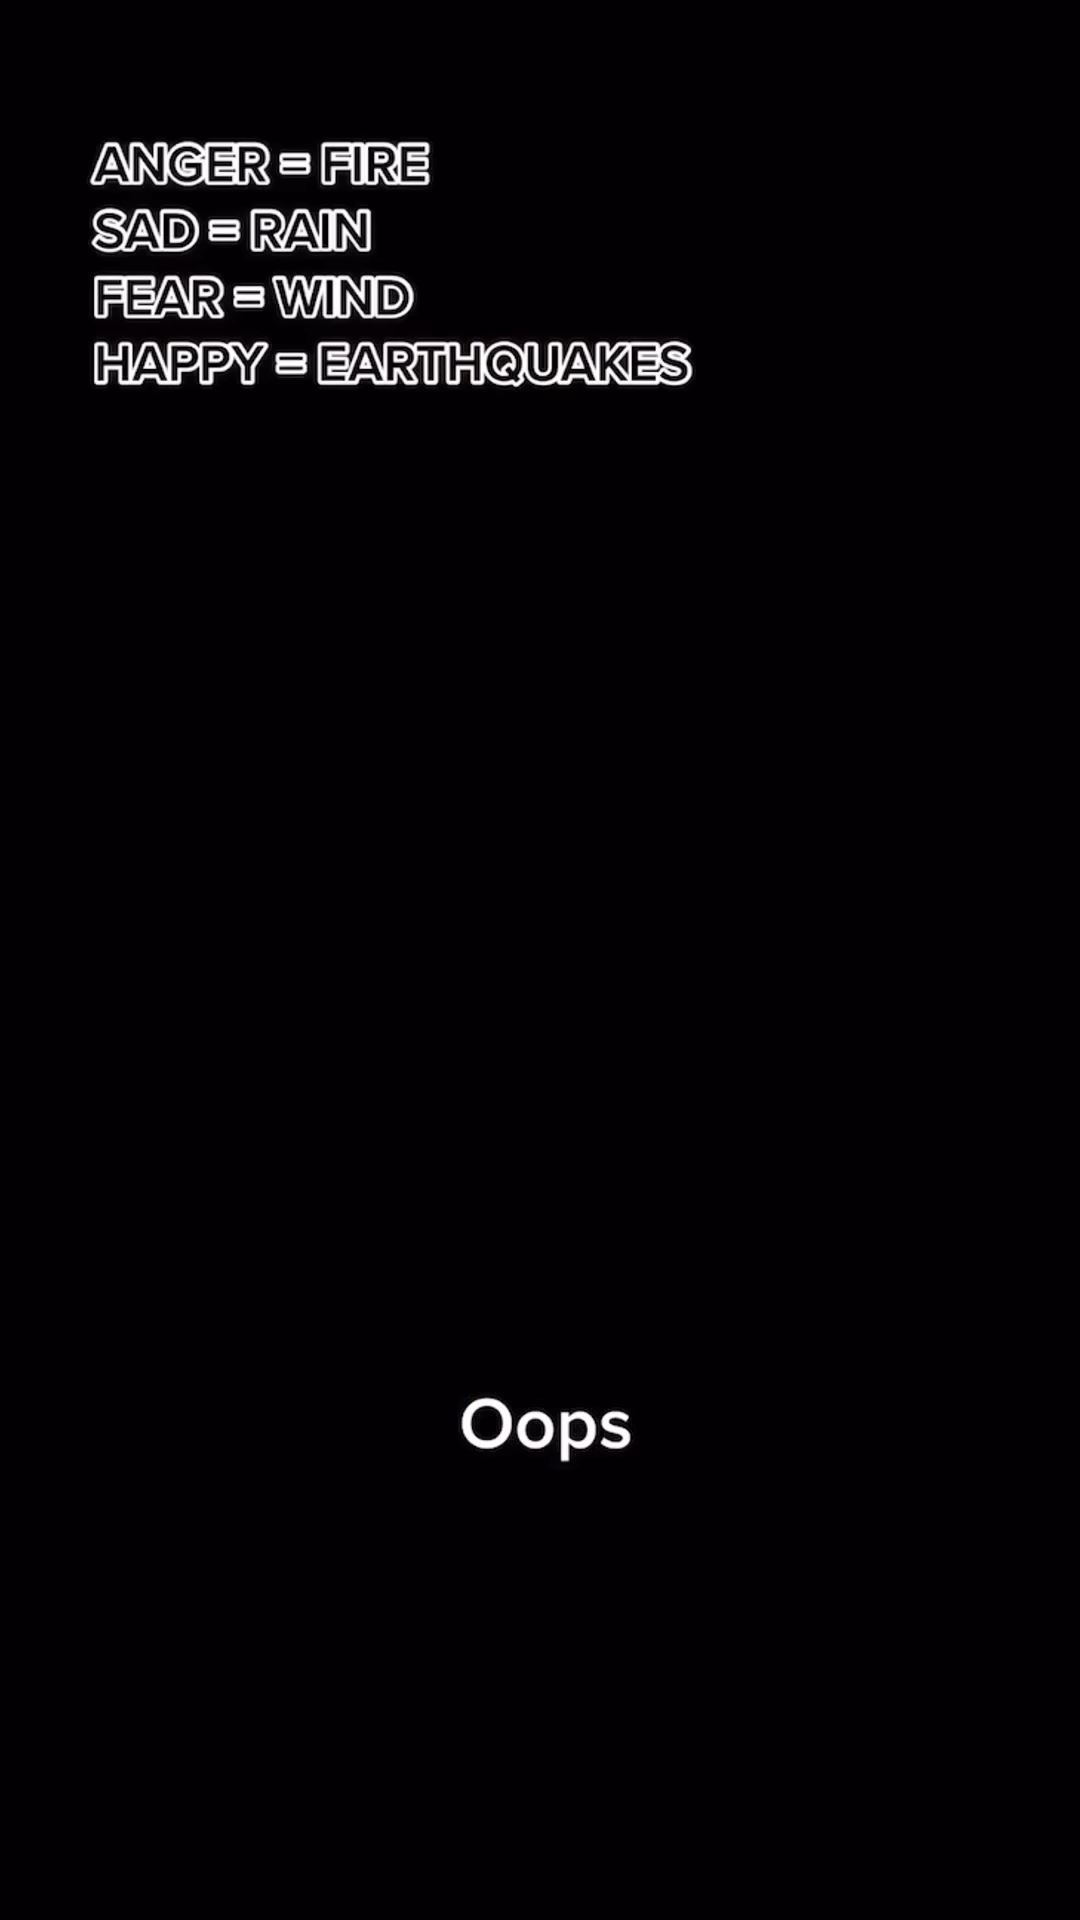 ANGER = FIRE
SAD = RAIN
FEAR = WIND
HAPPY = EARTHQUAKES
Oops